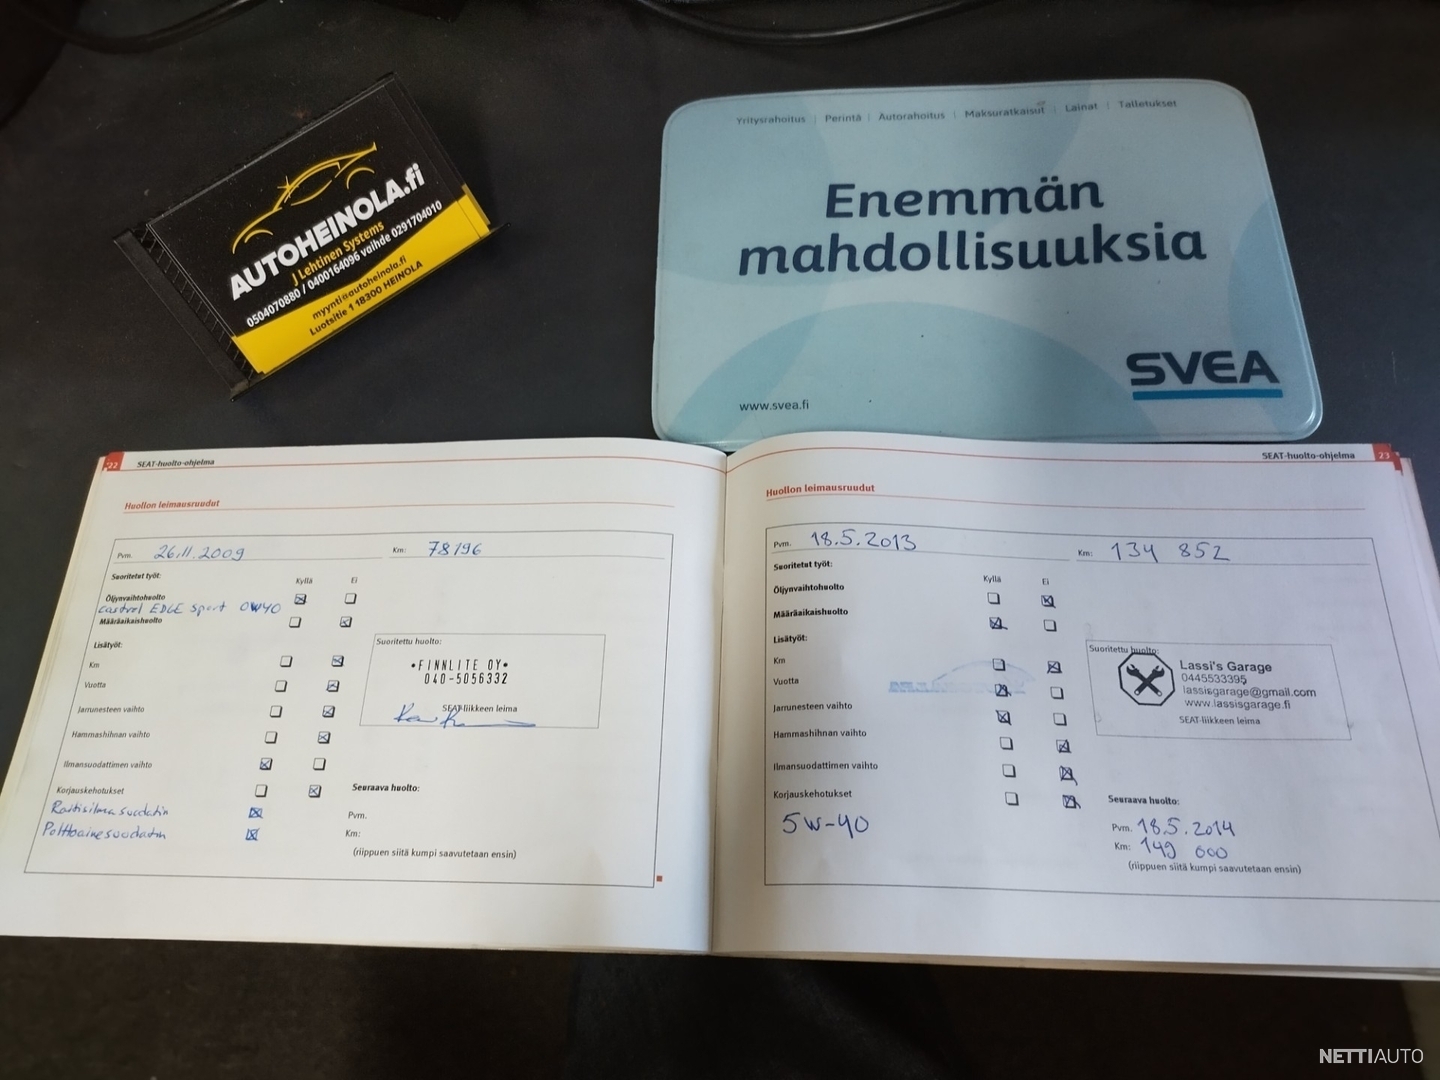 AUTOHEINOLA.fi
J Lehtinen Systems
0504070880 / 0400164096 vaihde 0291704010
myynti@autoheinola.fi
Luotsitie 1 18300 HEINOLA
Yritysrahoitus | Perintä | Autorahoitus | Maksuratkaisut | Lainat | Talletukset
Enemmän
mahdollisuuksia
SVEA
www.svea.fi
22 SEAT-huolto-ohjelma
Huollon leimausruudut
Pvm. 26.11.2009 Km: 78196
Suoritetut työt:
Kyllä Ei
Öljynvaihtohuolto
castrol EDGE sport 0W40
Määräaikaishuolto
Lisätyöt:
Km
Vuotta
Jarrunesteen vaihto
Hammashihnan vaihto
Ilmansuodattimen vaihto
Korjauskehotukset
Raitisilmasuodatin
Polttoainesuodatin
Suoritettu huolto:
•FINNLITE OY•
040-5056332
SEAT-liikkeen leima
Seuraava huolto:
Pvm.
Km:
(riippuen siitä kumpi saavutetaan ensin)
SEAT-huolto-ohjelma 23
Huollon leimausruudut
Pvm. 18.5.2013 Km: 134 852
Suoritetut työt:
Kyllä Ei
Öljynvaihtohuolto
Määräaikaishuolto
Lisätyöt:
Km
Vuotta
Jarrunesteen vaihto
Hammashihnan vaihto
Ilmansuodattimen vaihto
Korjauskehotukset
5W-40
Suoritettu huolto:
Lassi's Garage
0445533395
lassisgarage@gmail.com
www.lassisgarage.fi
SEAT-liikkeen leima
Seuraava huolto:
Pvm. 18.5.2014
Km: 149 000
(riippuen siitä kumpi saavutetaan ensin)
NETTIAUTO